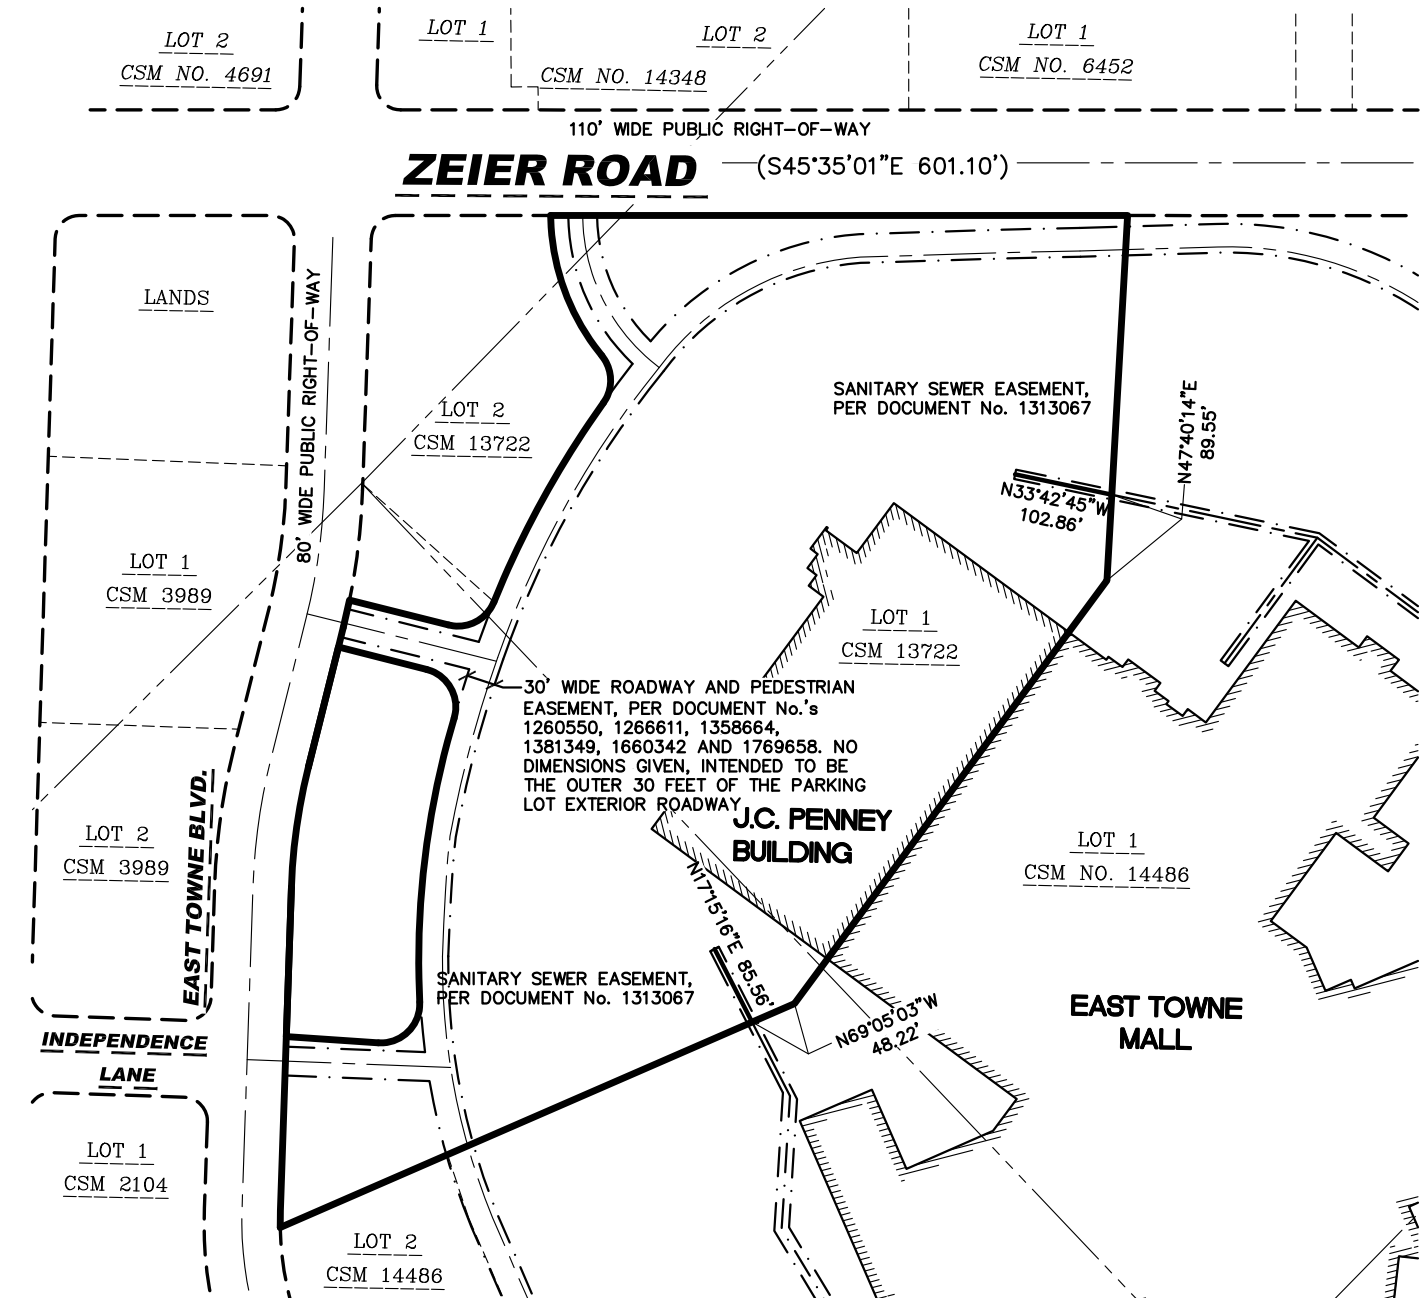 LOT 2
CSM NO. 4691
LOT 1
LOT 2
CSM NO. 14348
LOT 1
CSM NO. 6452
110' WIDE PUBLIC RIGHT-OF-WAY
ZEIER ROAD
(S45°35'01"E 601.10')
LANDS
80' WIDE PUBLIC RIGHT-OF-WAY
LOT 2
CSM 13722
SANITARY SEWER EASEMENT,
PER DOCUMENT No. 1313067
N47°40'14"E
89.55'
N33°42'45"W
102.86'
LOT 1
CSM 3989
LOT 1
CSM 13722
30' WIDE ROADWAY AND PEDESTRIAN
EASEMENT, PER DOCUMENT No.'s
1260550, 1266611, 1358664,
1381349, 1660342 AND 1769658. NO
DIMENSIONS GIVEN, INTENDED TO BE
THE OUTER 30 FEET OF THE PARKING
LOT EXTERIOR ROADWAY
J.C. PENNEY
BUILDING
LOT 2
CSM 3989
EAST TOWNE BLVD.
LOT 1
CSM NO. 14486
N17°15'16"E 85.56'
SANITARY SEWER EASEMENT,
PER DOCUMENT No. 1313067
N69°05'03"W
48.22'
EAST TOWNE
MALL
INDEPENDENCE
LANE
LOT 1
CSM 2104
LOT 2
CSM 14486